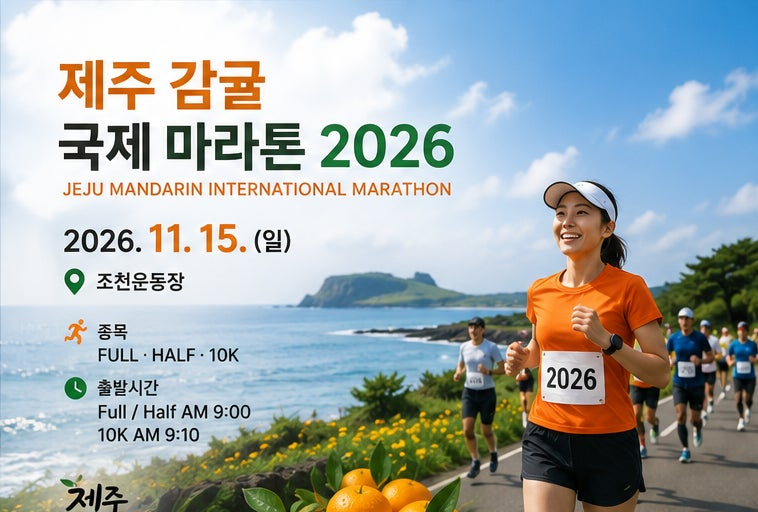 제주 감귤
국제 마라톤 2026
JEJU MANDARIN INTERNATIONAL MARATHON
2026. 11. 15. (일)
조천운동장
종목
FULL · HALF · 10K
출발시간
Full / Half AM 9:00
10K AM 9:10
제주
2026